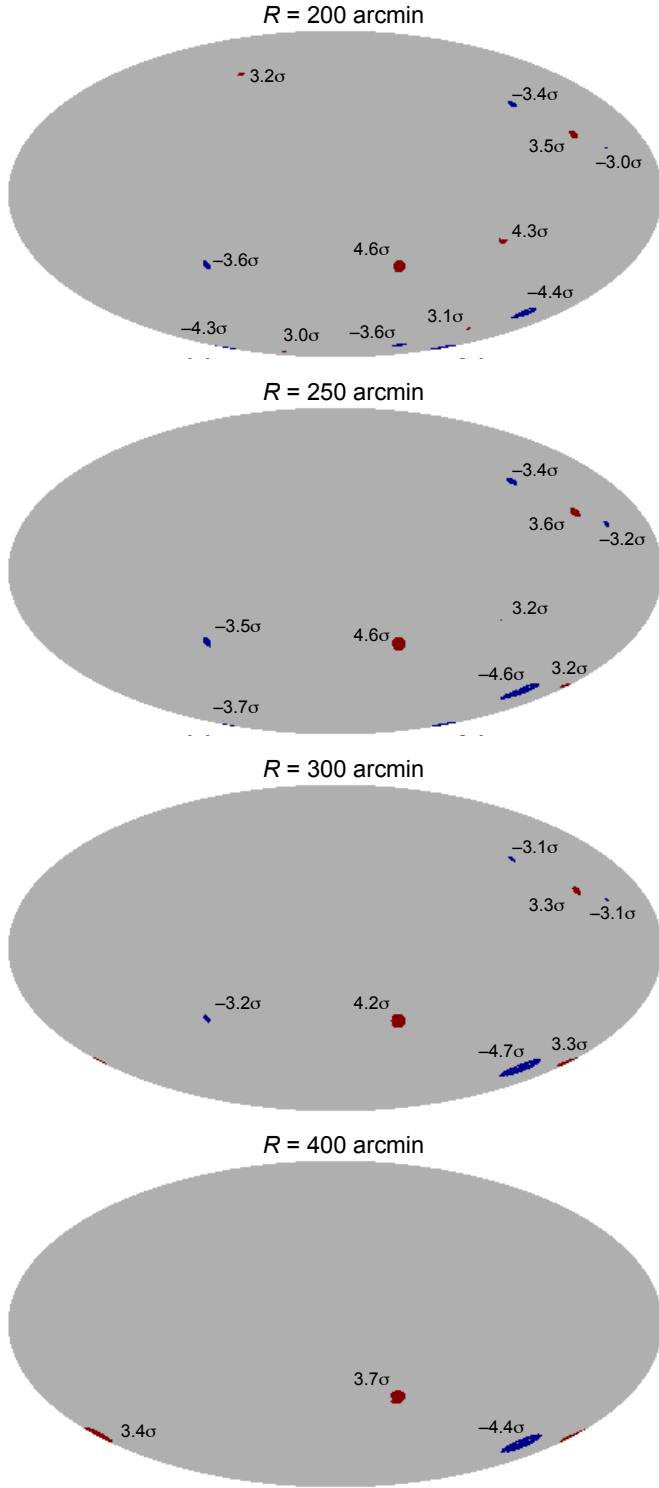 R = 200 arcmin
3.2σ
–3.4σ
3.5σ
–3.0σ
4.3σ
–3.6σ
4.6σ
–4.4σ
–4.3σ
3.0σ
–3.6σ
3.1σ
R = 250 arcmin
–3.4σ
3.6σ
–3.2σ
3.2σ
–3.5σ
4.6σ
–4.6σ
3.2σ
–3.7σ
R = 300 arcmin
–3.1σ
3.3σ
–3.1σ
–3.2σ
4.2σ
–4.7σ
3.3σ
R = 400 arcmin
3.7σ
3.4σ
–4.4σ